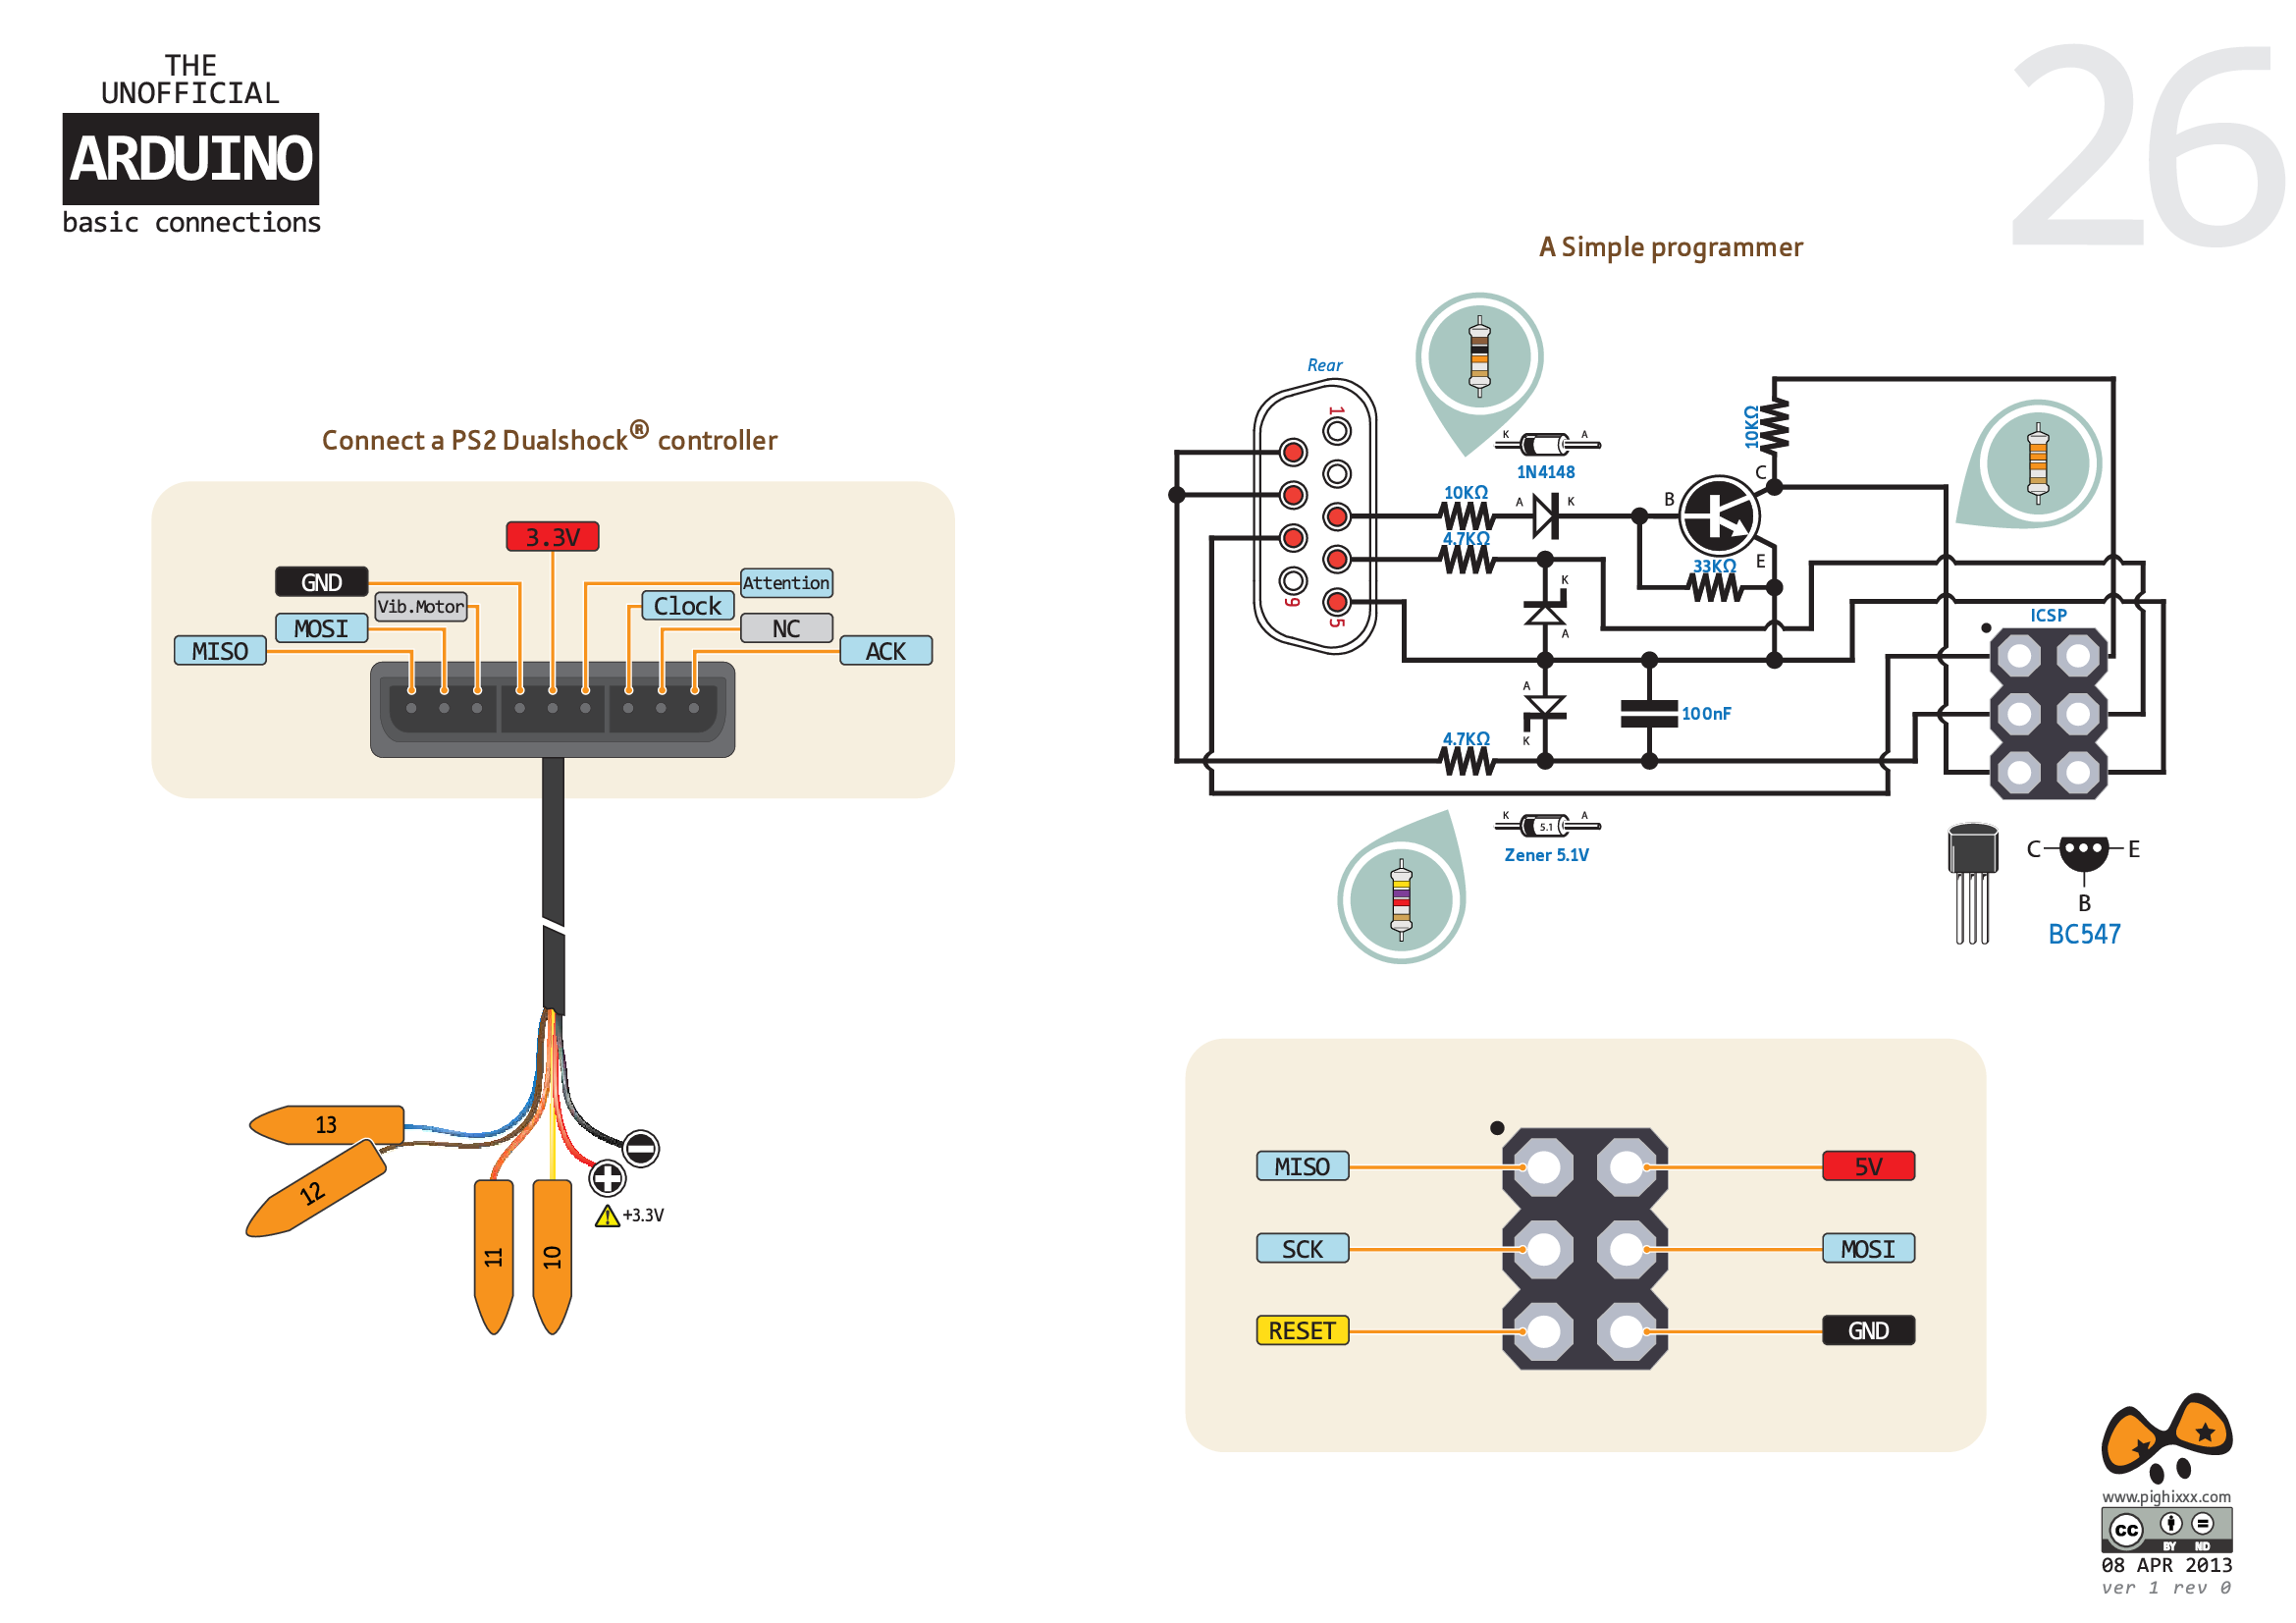 THE
UNOFFICIAL
ARDUINO
basic connections
26
Connect a PS2 Dualshock® controller
3.3V
GND
Attention
Vib.Motor
Clock
MOSI
NC
MISO
ACK
13
12
11
10
+3.3V
A Simple programmer
Rear
1
9
5
K A
1N4148
10KΩ
A K
4.7KΩ
K
A
A
K
4.7KΩ
100nF
10KΩ
C
B
E
33KΩ
ICSP
K 5.1 A
Zener 5.1V
C E
B
BC547
MISO 5V
SCK MOSI
RESET GND
www.pighixxx.com
cc
BY ND
08 APR 2013
ver 1 rev 0